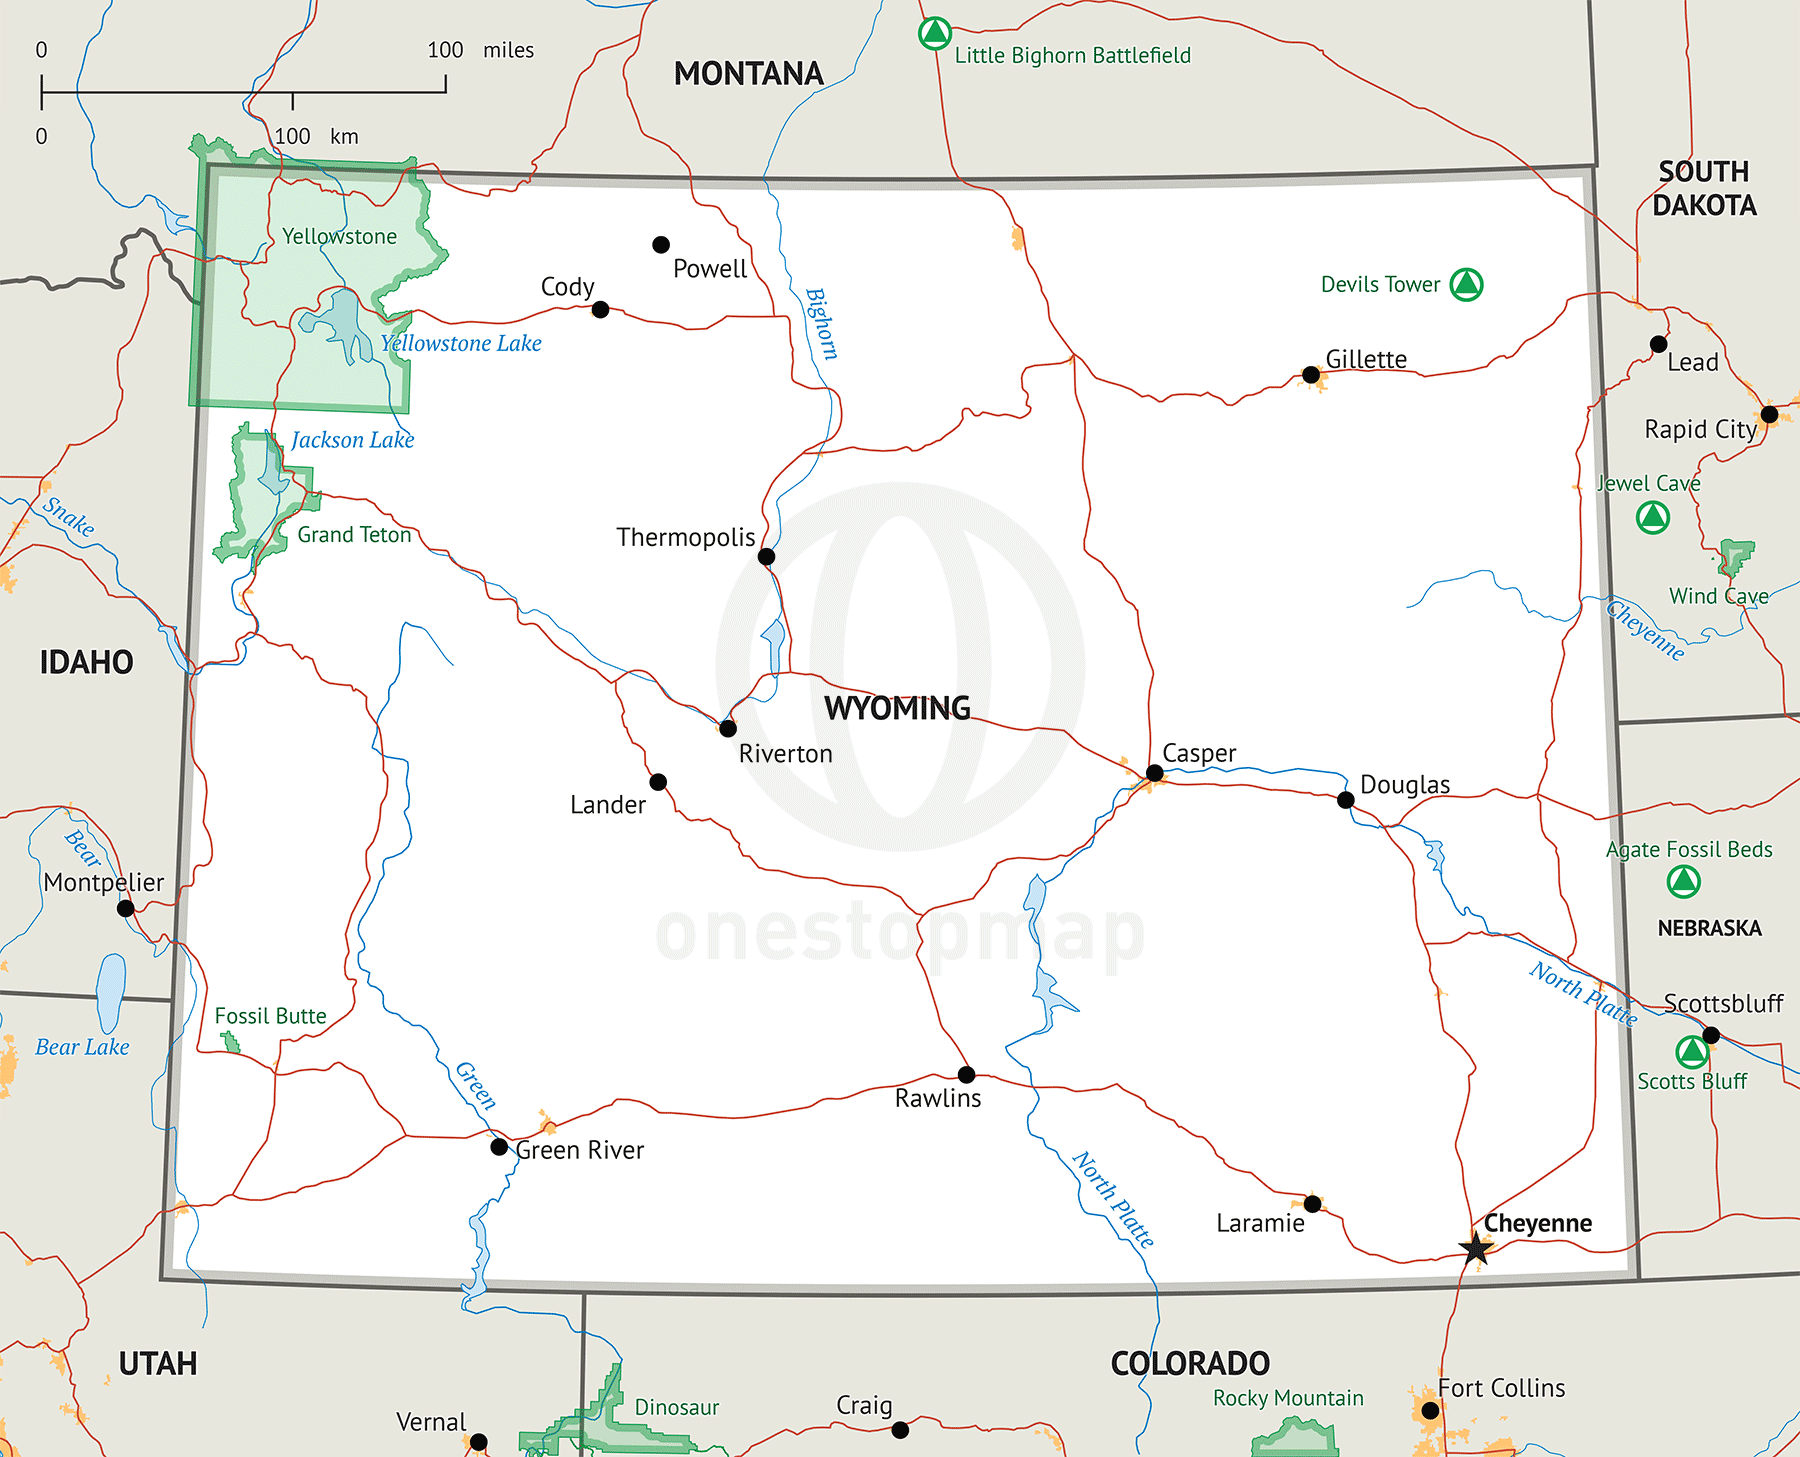 0
100 miles
0
100 km
MONTANA
Little Bighorn Battlefield
SOUTH
DAKOTA
Yellowstone
Powell
Cody
Bighorn
Devils Tower
Yellowstone Lake
Gillette
Lead
Jackson Lake
Rapid City
Jewel Cave
Snake
Grand Teton
Thermopolis
Wind Cave
Cheyenne
IDAHO
WYOMING
Riverton
Casper
Lander
Douglas
Bear
Montpelier
Agate Fossil Beds
onestopmap
NEBRASKA
North Platte
Scottsbluff
Fossil Butte
Bear Lake
Green
Scotts Bluff
Rawlins
Green River
North Platte
Laramie
Cheyenne
UTAH
COLORADO
Rocky Mountain
Fort Collins
Dinosaur
Craig
Vernal